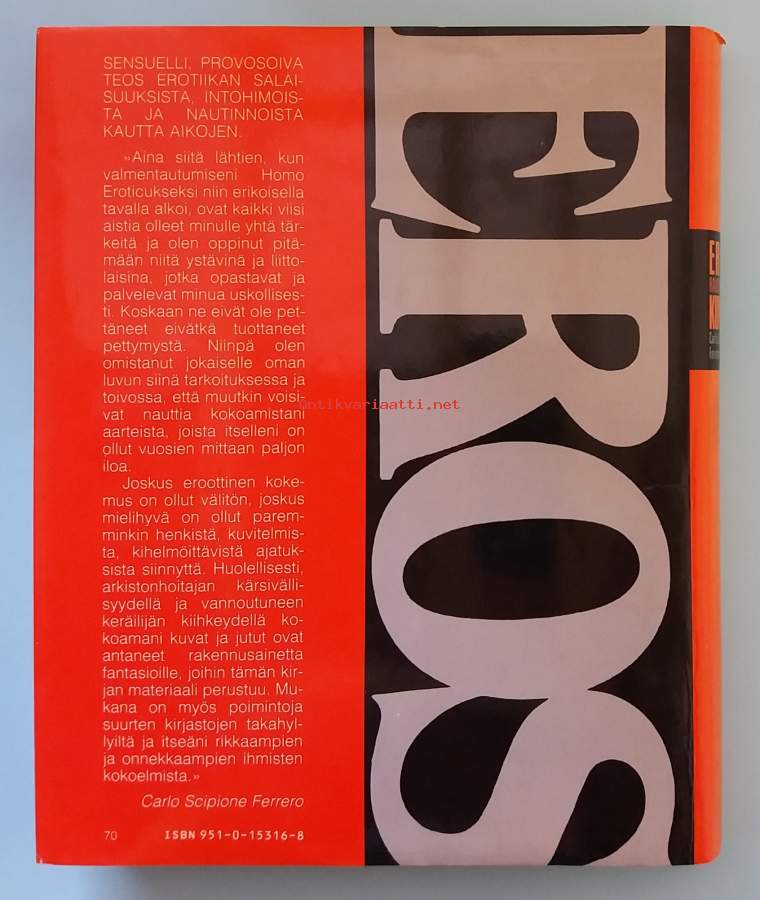 SENSUELLI, PROVOSOIVA
TEOS EROTIIKAN SALAI-
SUUKSISTA, INTOHIMOIS-
TA JA NAUTINNOISTA
KAUTTA AIKOJEN.
»Aina siitä lähtien, kun
valmentautumiseni Homo
Eroticukseksi niin erikoisella
tavalla alkoi, ovat kaikki viisi
aistia olleet minulle yhtä tär-
keitä ja olen oppinut pitä-
mään niitä ystävinä ja liitto-
laisina, jotka opastavat ja
palvelevat minua uskollises-
ti. Koskaan ne eivät ole pet-
täneet eivätkä tuottaneet
pettymystä. Niinpä olen
omistanut jokaiselle oman
luvun siinä tarkoituksessa ja
toivossa, että muutkin voisi-
vat nauttia kokoamistani
aarteista, joista itselleni on
ollut vuosien mittaan paljon
iloa.
Joskus eroottinen koke-
mus on ollut välitön, joskus
mielihyvä on ollut parem-
minkin henkistä, kuvitelmis-
ta, kihelmöittävistä ajatuk-
sista siinnyttä. Huolellisesti,
arkistonhoitajan kärsivälli-
syydellä ja vannoutuneen
keräilijän kiihkeydellä ko-
koamani kuvat ja jutut ovat
antaneet rakennusainetta
fantasioille, joihin tämän kir-
jan materiaali perustuu. Mu-
kana on myös poimintoja
suurten kirjastojen takahyl-
lyiltä ja itseäni rikkaampien
ja onnekkaampien ihmisten
kokoelmista.»
Carlo Scipione Ferrero
70 ISBN 951-0-15316-8
EROS
antikvariaatti.net